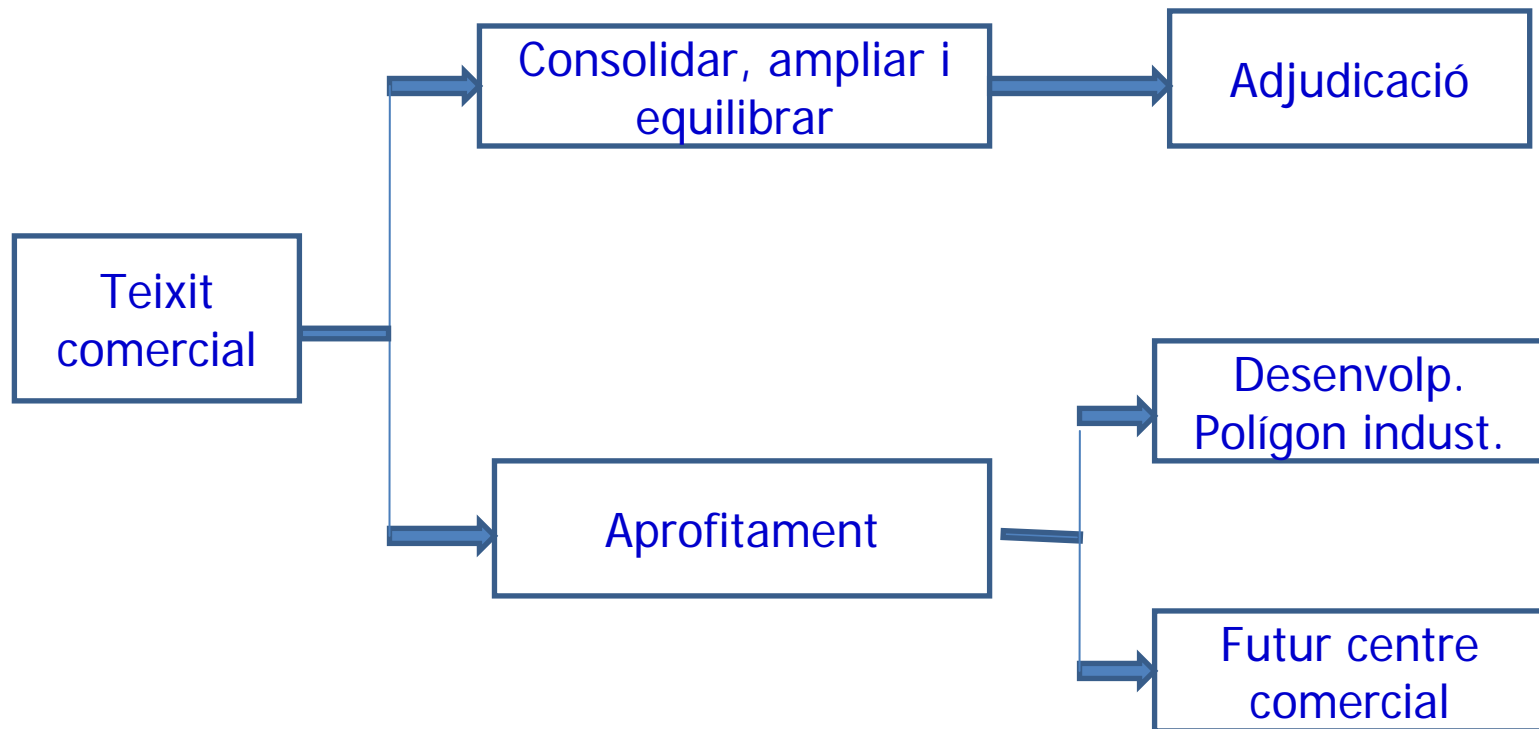 Consolidar, ampliar i
equilibrar
Adjudicació
Teixit
comercial
Desenvolp.
Polígon indust.
Aprofitament
Futur centre
comercial